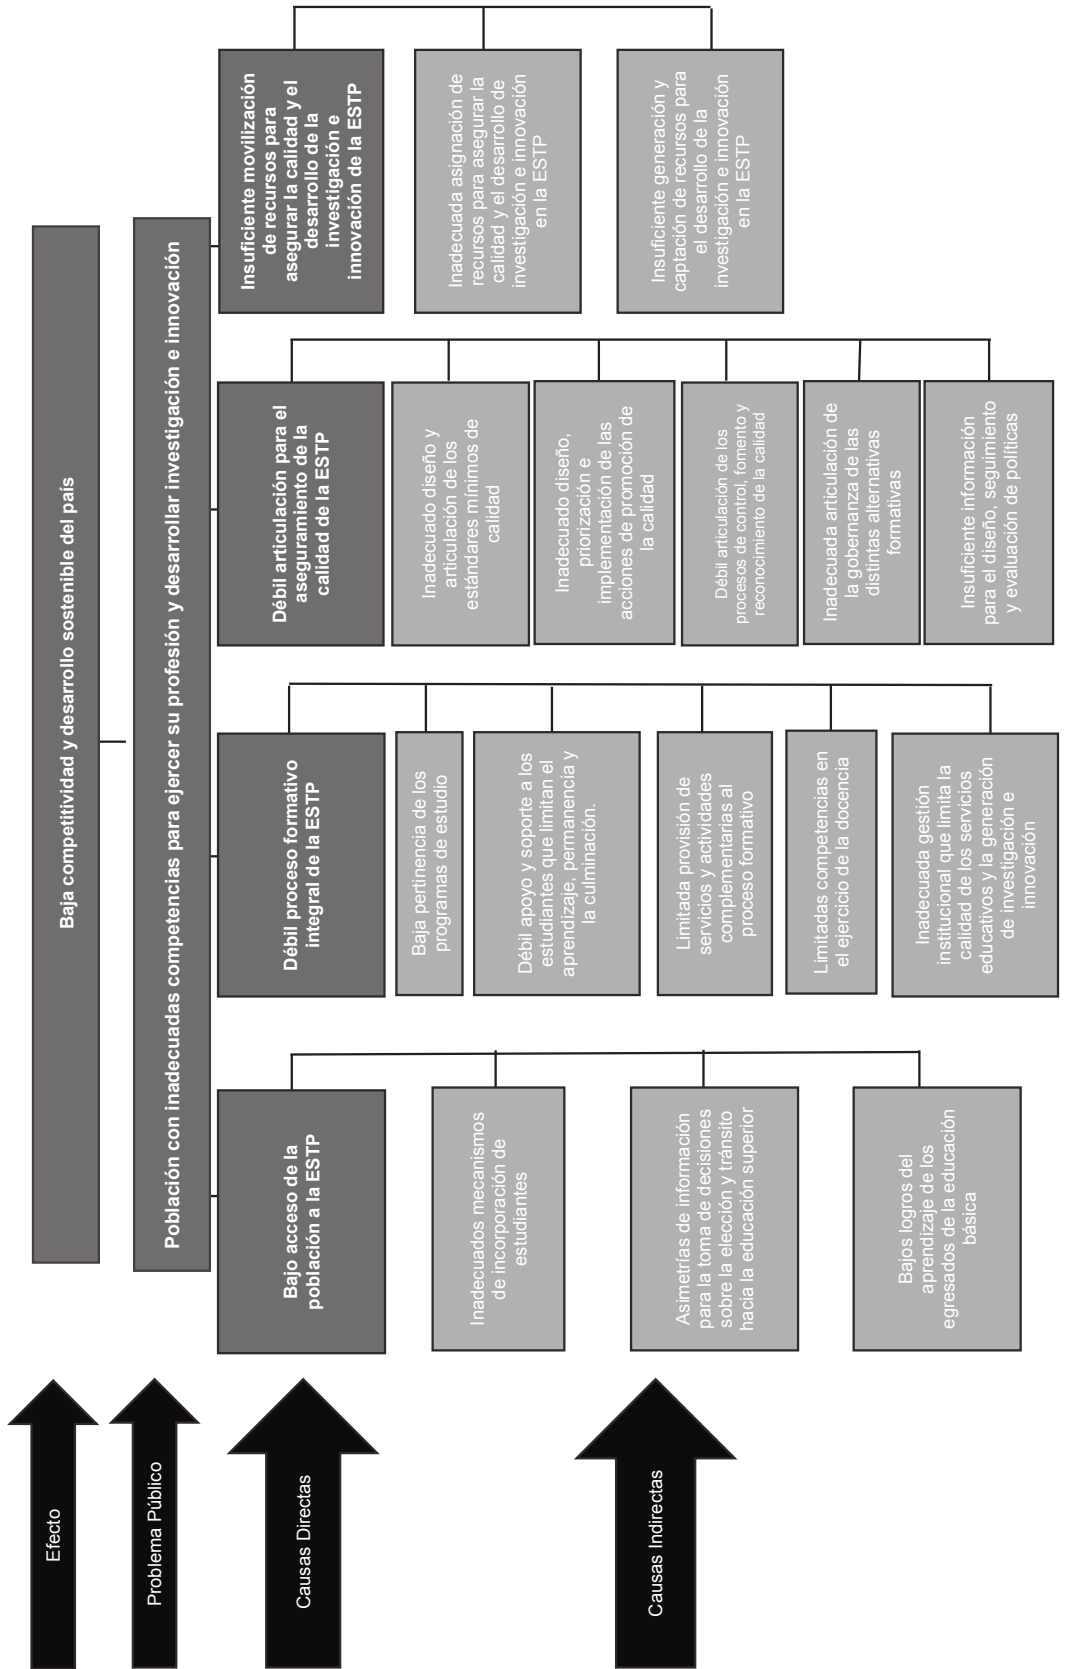 Efecto
Baja competitividad y desarrollo sostenible del país
Problema Público
Población con inadecuadas competencias para ejercer su profesión y desarrollar investigación e innovación
Causas Directas
Bajo acceso de la
población a la ESTP
Débil proceso formativo
integral de la ESTP
Débil articulación para el
aseguramiento de la
calidad de la ESTP
Insuficiente movilización
de recursos para
asegurar la calidad y el
desarrollo de la
investigación e
innovación de la ESTP
Causas Indirectas
Inadecuados mecanismos
de incorporación de
estudiantes
Asimetrías de información
para la toma de decisiones
sobre la elección y tránsito
hacia la educación superior
Bajos logros del
aprendizaje de los
egresados de la educación
básica
Baja pertinencia de los
programas de estudio
Débil apoyo y soporte a los
estudiantes que limitan el
aprendizaje, permanencia y
la culminación.
Limitada provisión de
servicios y actividades
complementarias al
proceso formativo
Limitadas competencias en
el ejercicio de la docencia
Inadecuada gestión
institucional que limita la
calidad de los servicios
educativos y la generación
de investigación e
innovación
Inadecuado diseño y
articulación de los
estándares mínimos de
calidad
Inadecuado diseño,
priorización e
implementación de las
acciones de promoción de
la calidad
Débil articulación de los
procesos de control, fomento y
reconocimiento de la calidad
Inadecuada articulación de
la gobernanza de las
distintas alternativas
formativas
Insuficiente información
para el diseño, seguimiento
y evaluación de políticas
Inadecuada asignación de
recursos para asegurar la
calidad y el desarrollo de
investigación e innovación
en la ESTP
Insuficiente generación y
captación de recursos para
el desarrollo de la
investigación e innovación
en la ESTP